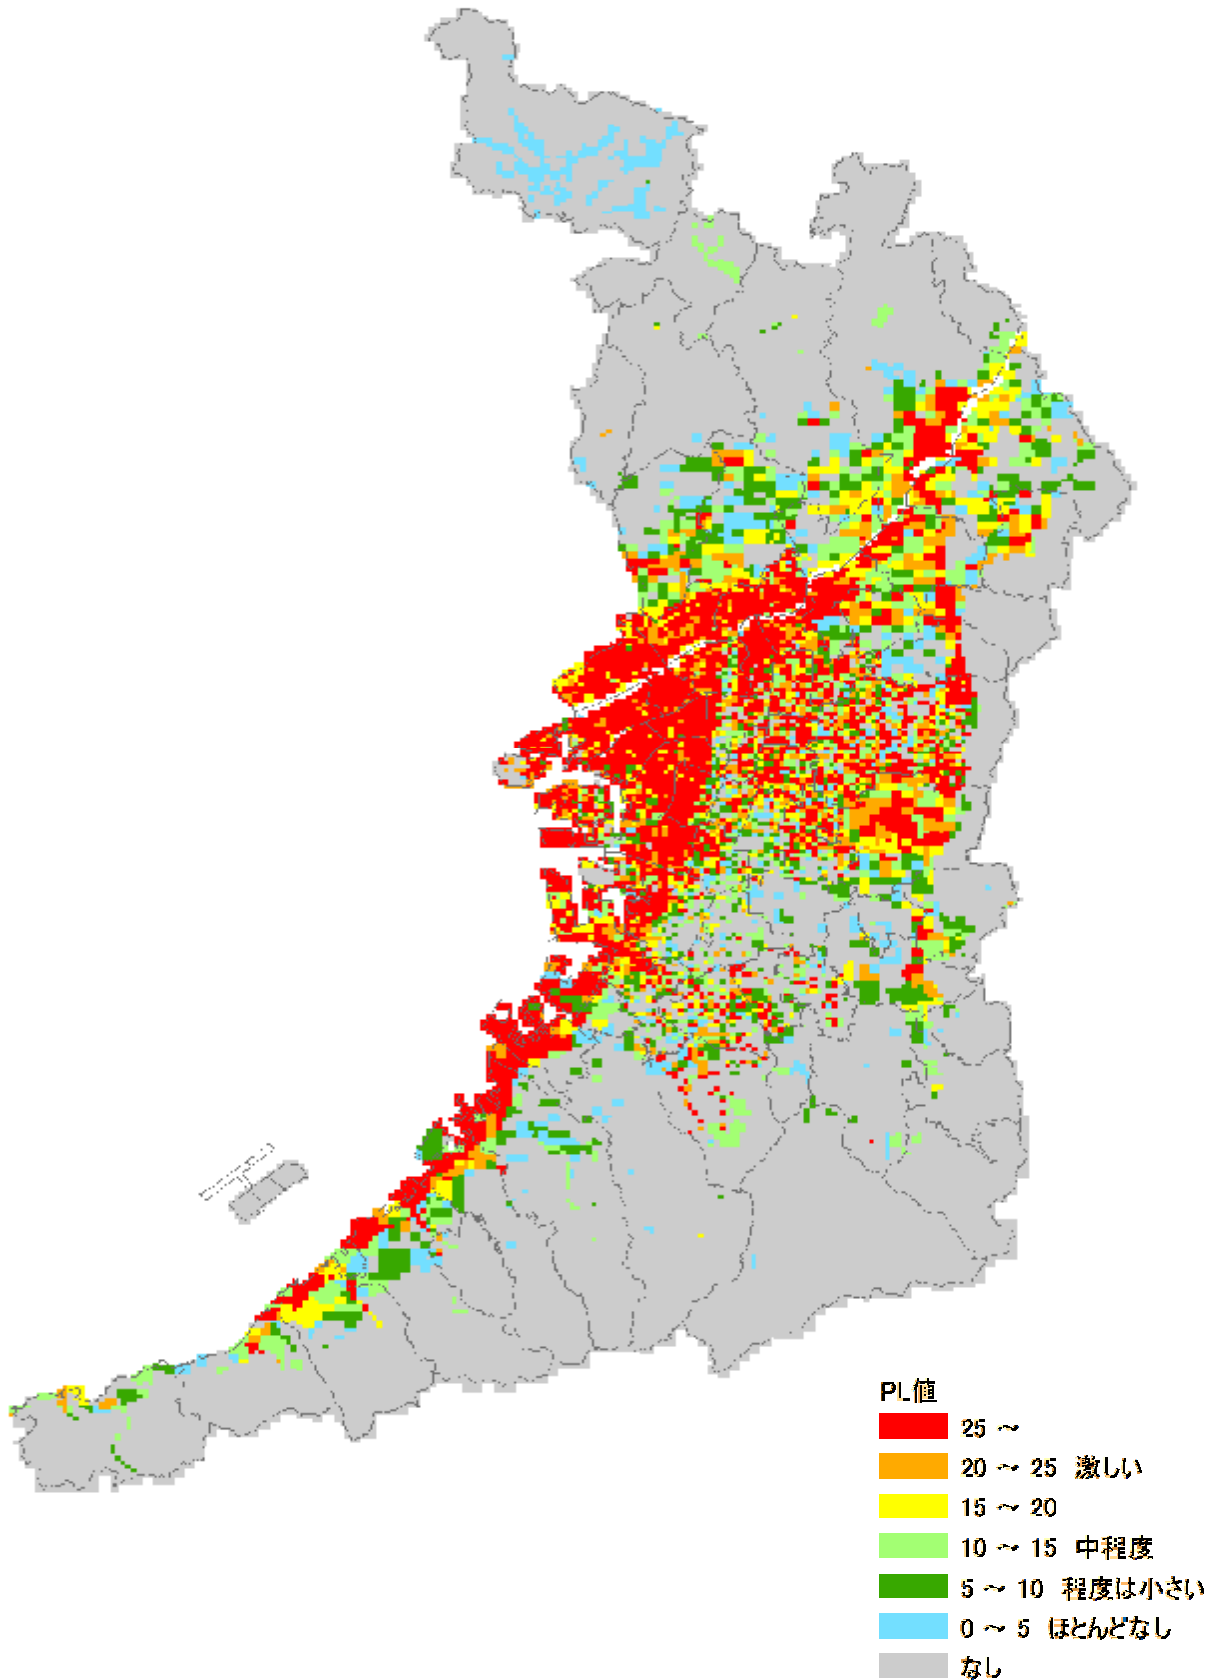 PL値
25 ～
20 ～ 25 激しい
15 ～ 20
10 ～ 15 中程度
5 ～ 10 程度は小さい
0 ～ 5 ほとんどなし
なし